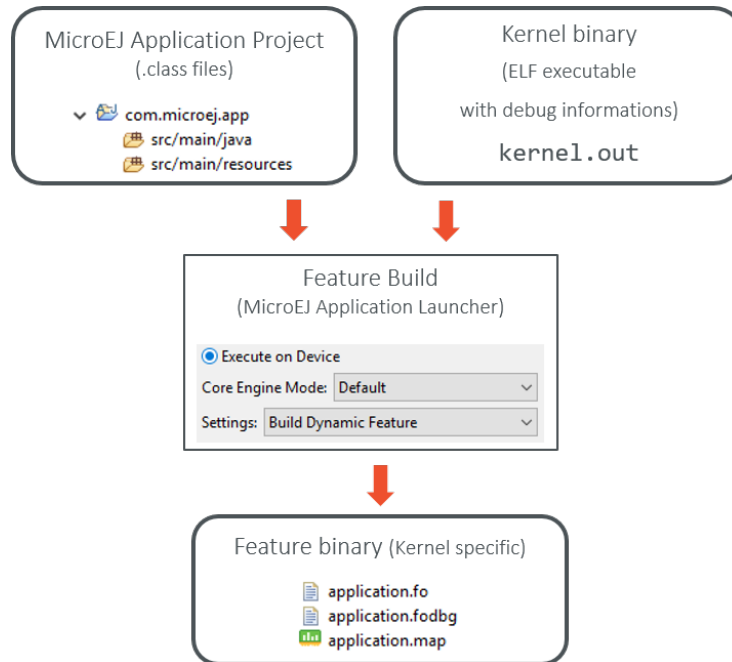 MicroEJ Application Project
(.class files)
com.microej.app
src/main/java
src/main/resources
Kernel binary
(ELF executable
with debug informations)
kernel.out
Feature Build
(MicroEJ Application Launcher)
Execute on Device
Core Engine Mode: Default
Settings: Build Dynamic Feature
Feature binary (Kernel specific)
application.fo
application.fodbg
application.map